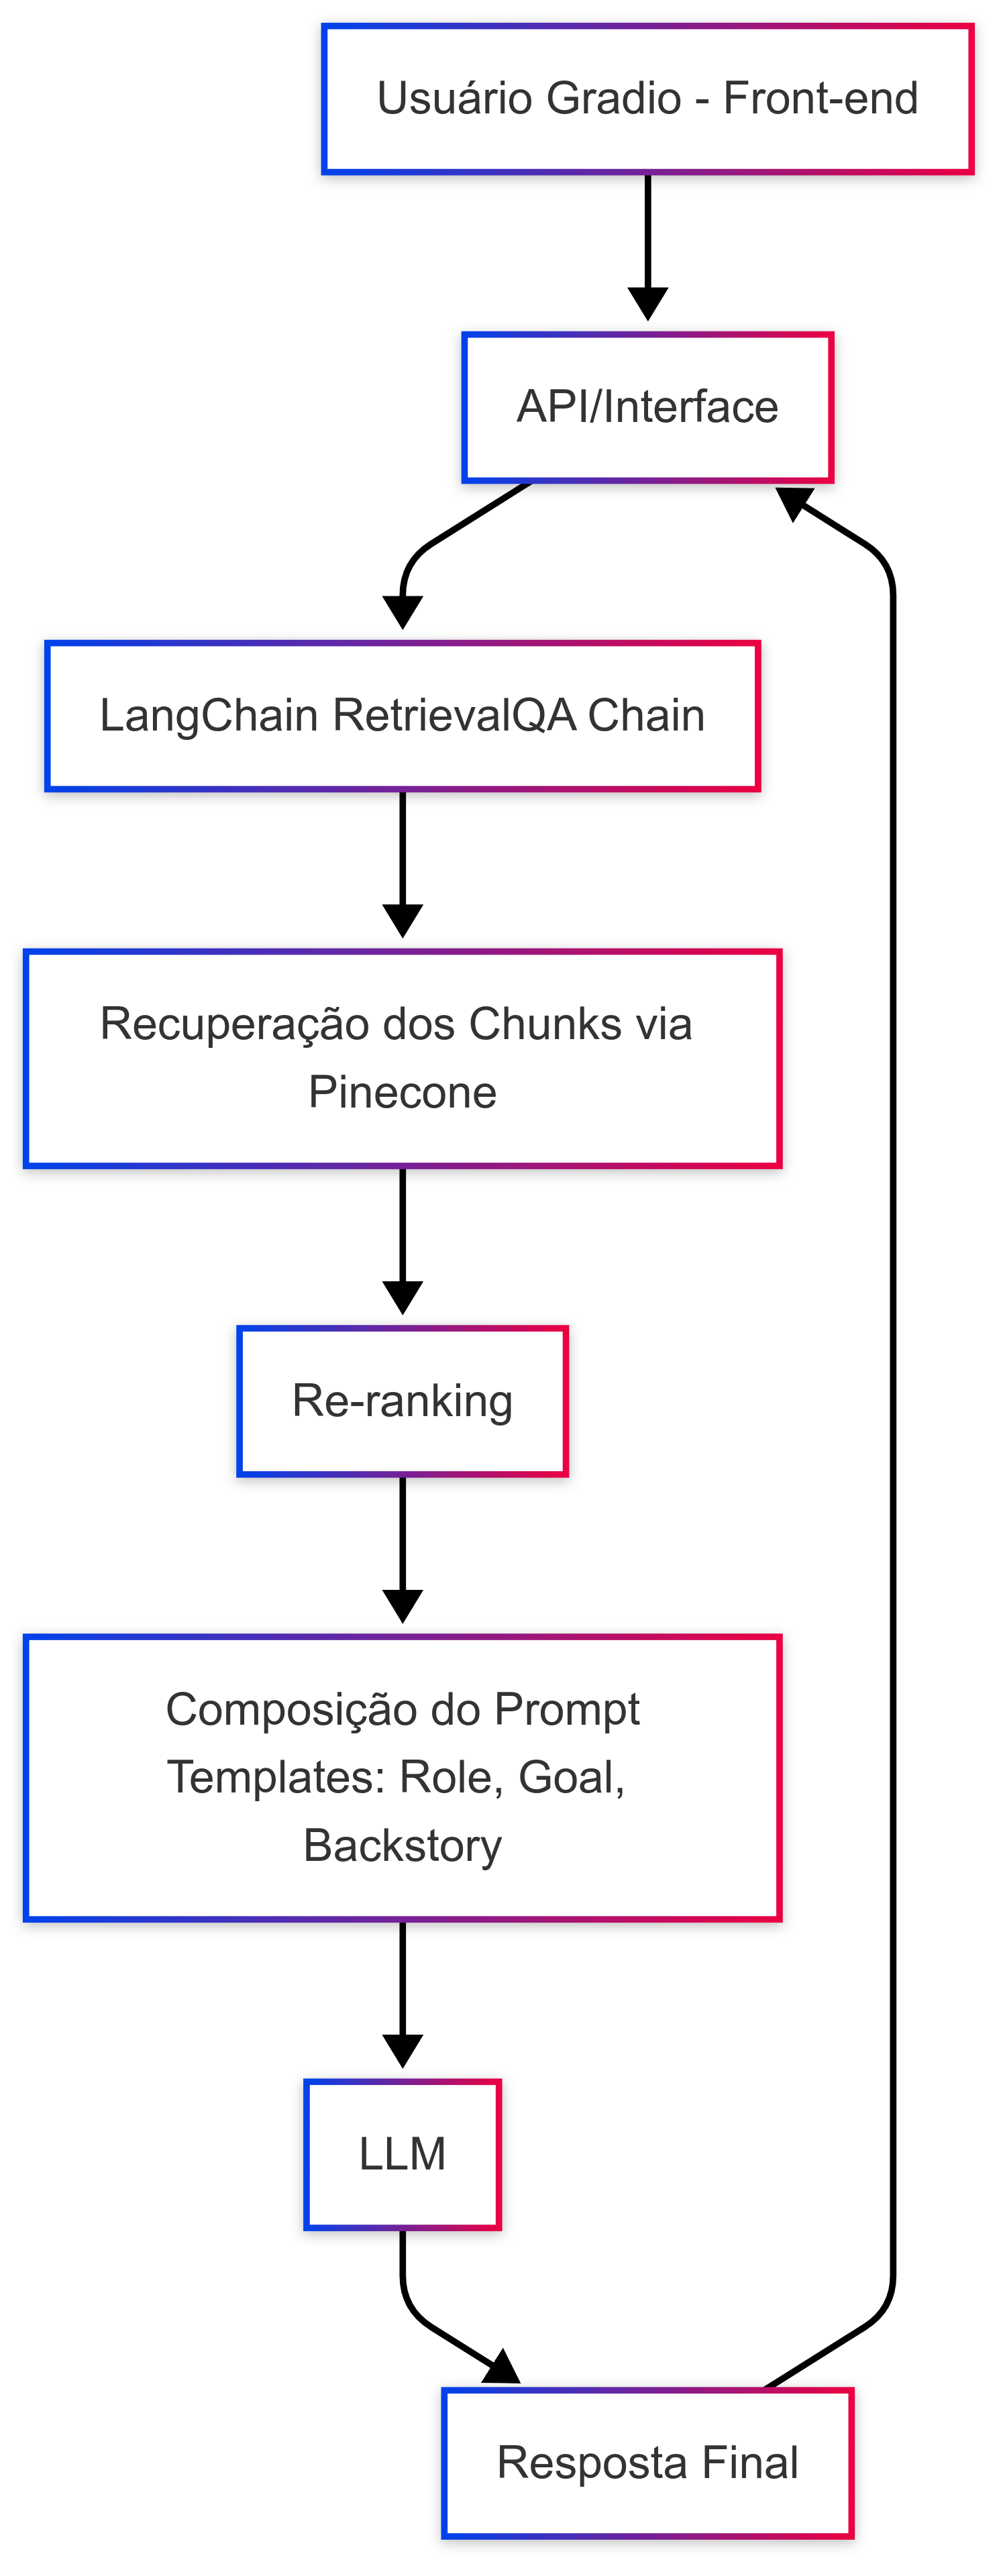 Usuário Gradio - Front-end
API/Interface
LangChain RetrievalQA Chain
Recuperação dos Chunks via
Pinecone
Re-ranking
Composição do Prompt
Templates: Role, Goal,
Backstory
LLM
Resposta Final